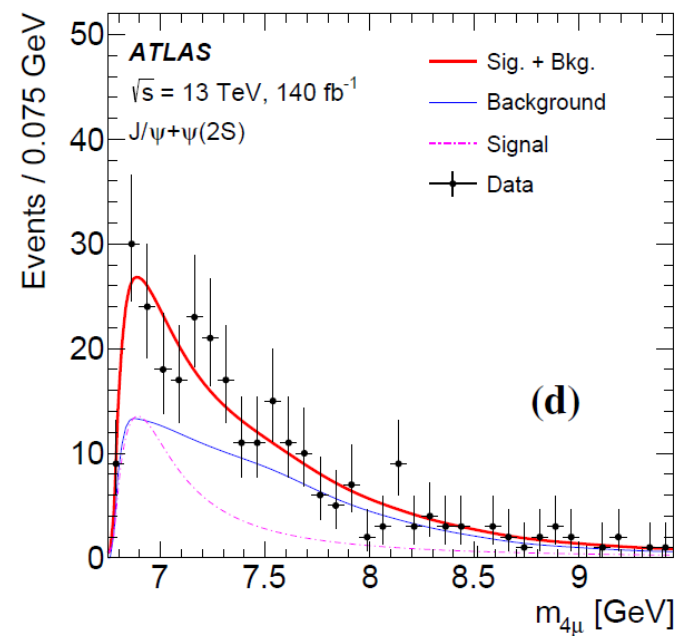 ATLAS
√s = 13 TeV, 140 fb⁻¹
J/ψ+ψ(2S)
Sig. + Bkg.
Background
Signal
Data
(d)
Events / 0.075 GeV
50
40
30
20
10
0
7
7.5
8
8.5
9
m₄μ [GeV]